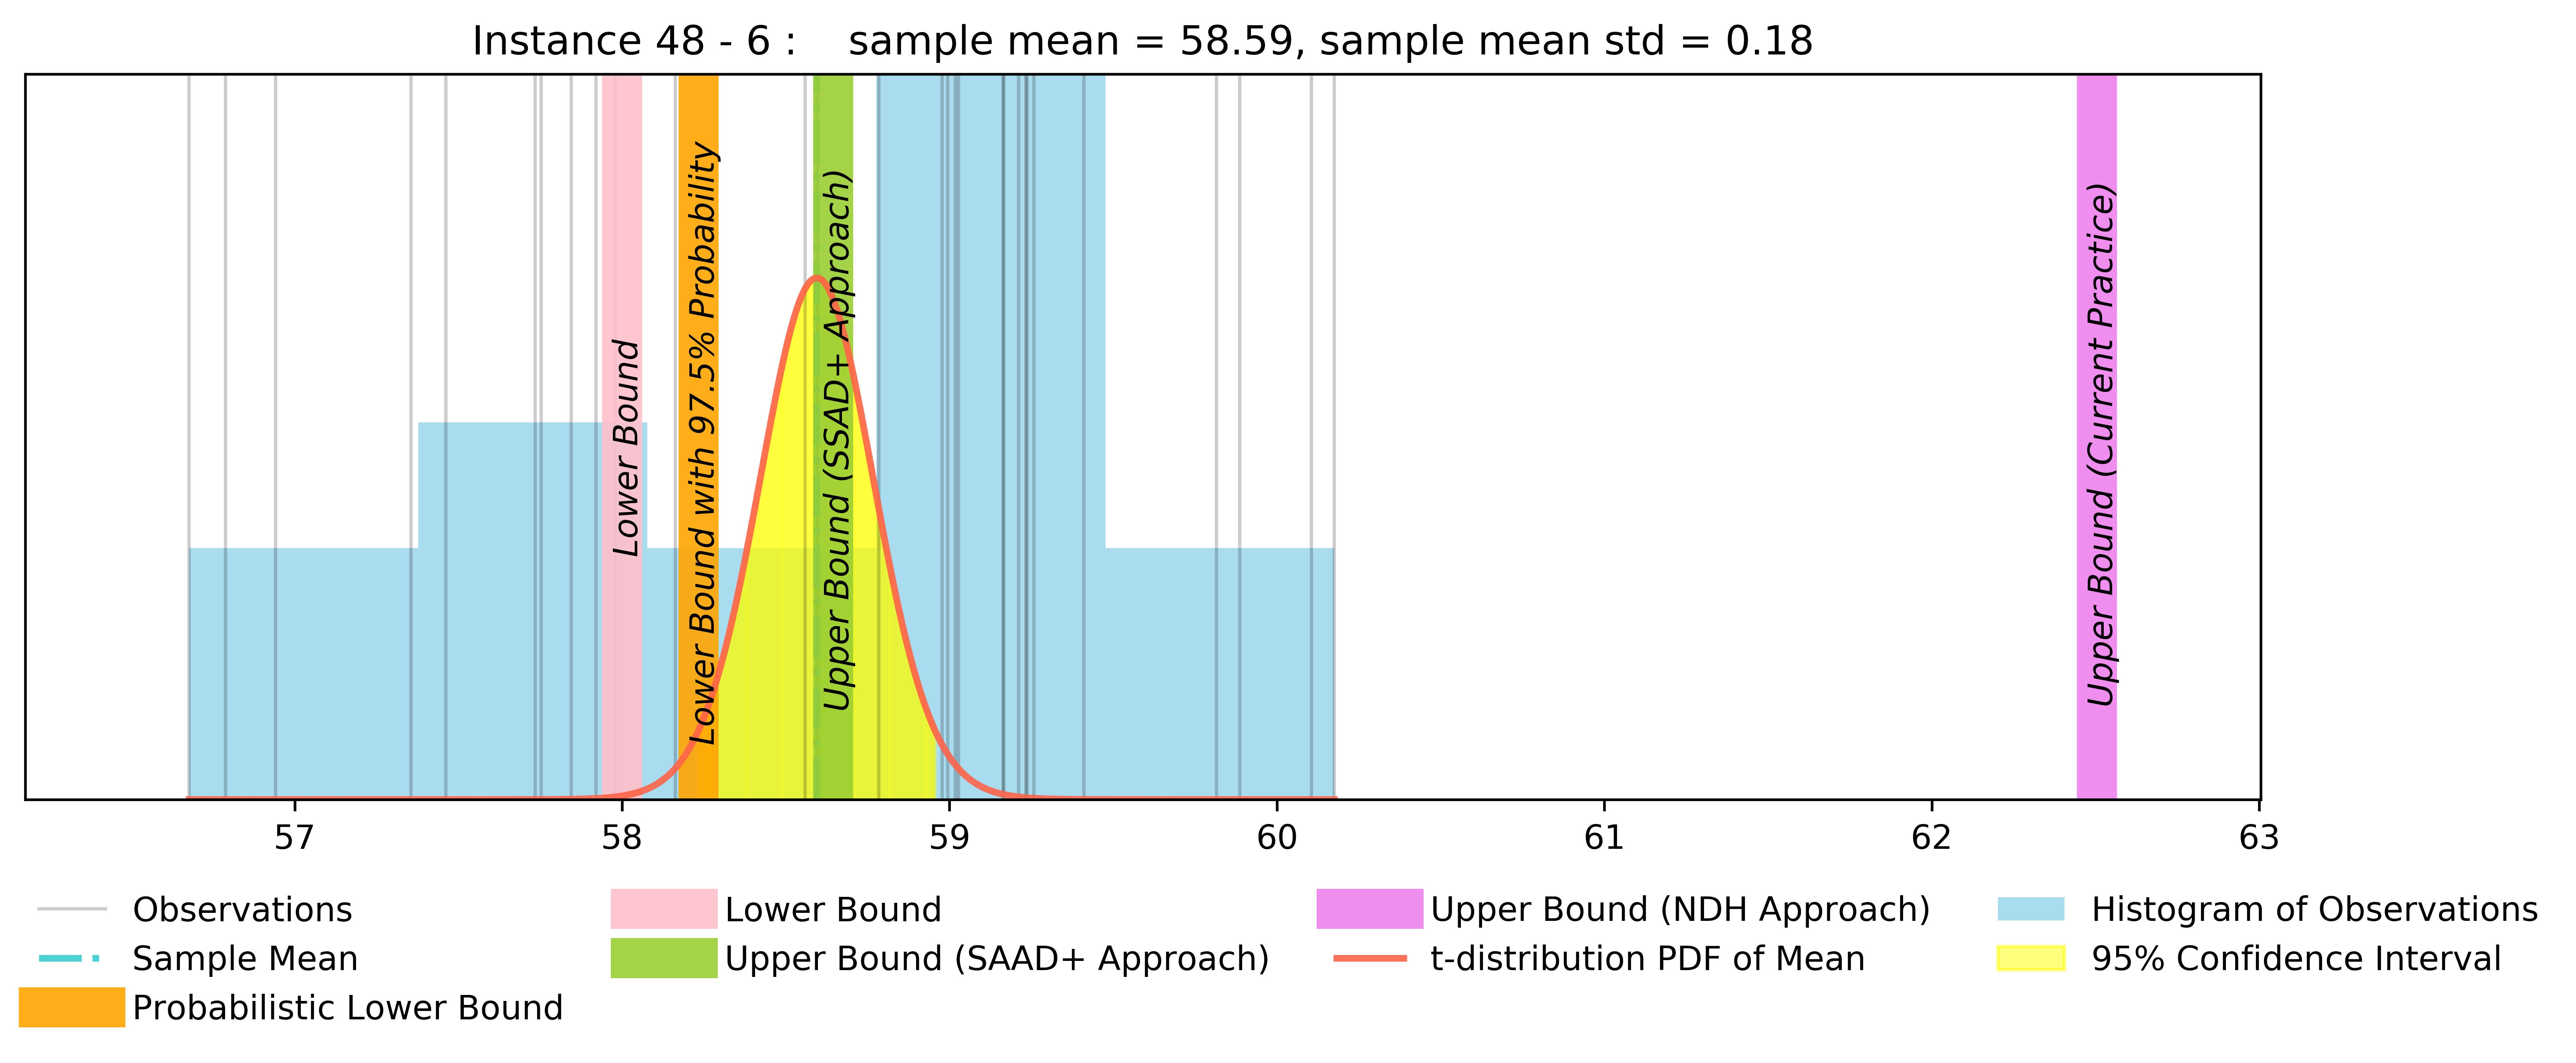 Instance 48 - 6 :    sample mean = 58.59, sample mean std = 0.18
Lower Bound
Lower Bound with 97.5% Probability
Upper Bound (SSAD+ Approach)
Upper Bound (Current Practice)
57 58 59 60 61 62 63
Observations
Sample Mean
Probabilistic Lower Bound
Lower Bound
Upper Bound (SAAD+ Approach)
Upper Bound (NDH Approach)
t-distribution PDF of Mean
Histogram of Observations
95% Confidence Interval